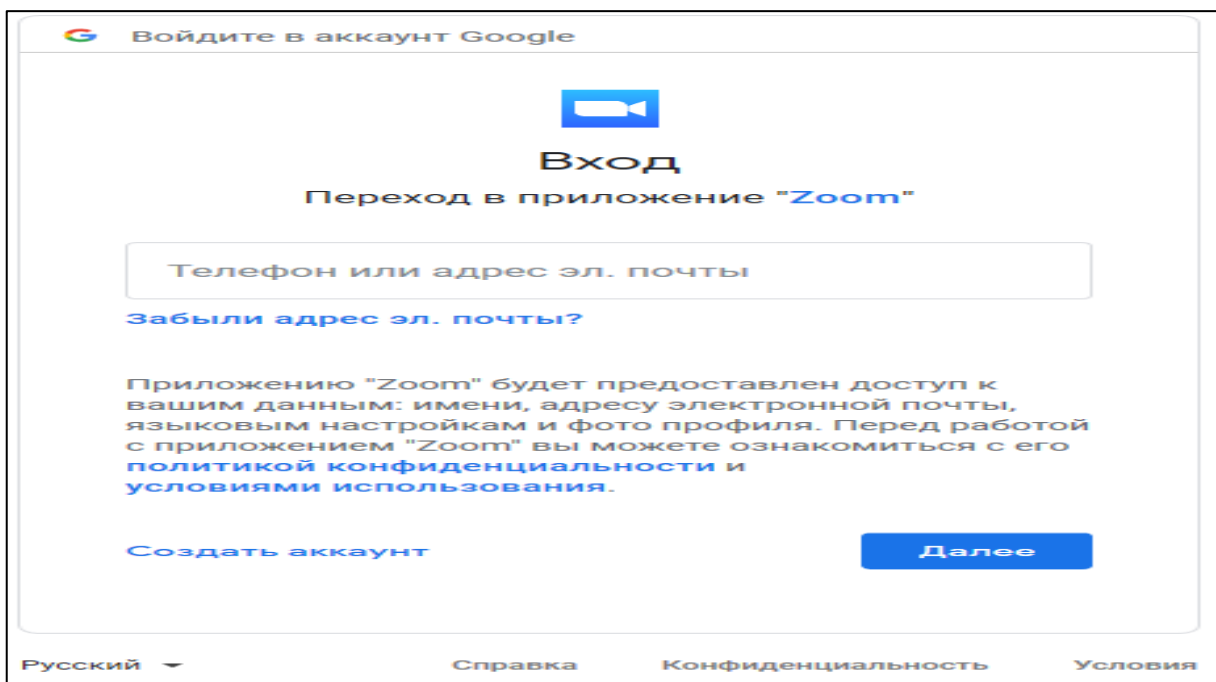 Войдите в аккаунт Google
Вход
Переход в приложение "Zoom"
Телефон или адрес эл. почты
Забыли адрес эл. почты?
Приложению "Zoom" будет предоставлен доступ к
вашим данным: имени, адресу электронной почты,
языковым настройкам и фото профиля. Перед работой
с приложением "Zoom" вы можете ознакомиться с его
политикой конфиденциальности и
условиями использования.
Создать аккаунт Далее
Русский Справка Конфиденциальность Условия